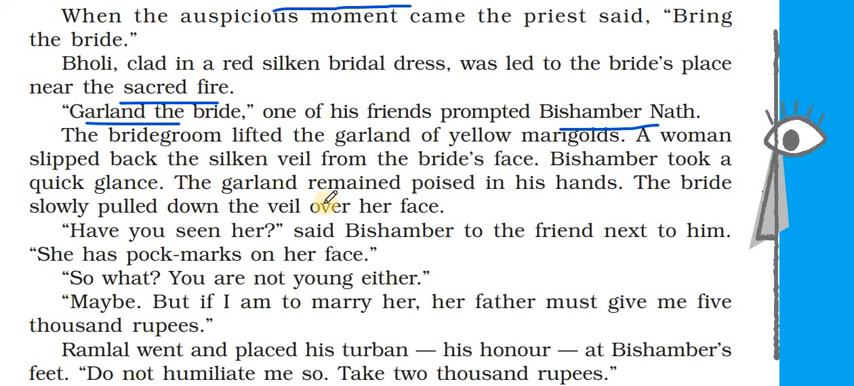 When the auspicious moment came the priest said, “Bring
the bride.”
Bholi, clad in a red silken bridal dress, was led to the bride’s place
near the sacred fire.
“Garland the bride,” one of his friends prompted Bishamber Nath.
The bridegroom lifted the garland of yellow marigolds. A woman
slipped back the silken veil from the bride’s face. Bishamber took a
quick glance. The garland remained poised in his hands. The bride
slowly pulled down the veil over her face.
“Have you seen her?” said Bishamber to the friend next to him.
“She has pock-marks on her face.”
“So what? You are not young either.”
“Maybe. But if I am to marry her, her father must give me five
thousand rupees.”
Ramlal went and placed his turban — his honour — at Bishamber’s
feet. “Do not humiliate me so. Take two thousand rupees.”